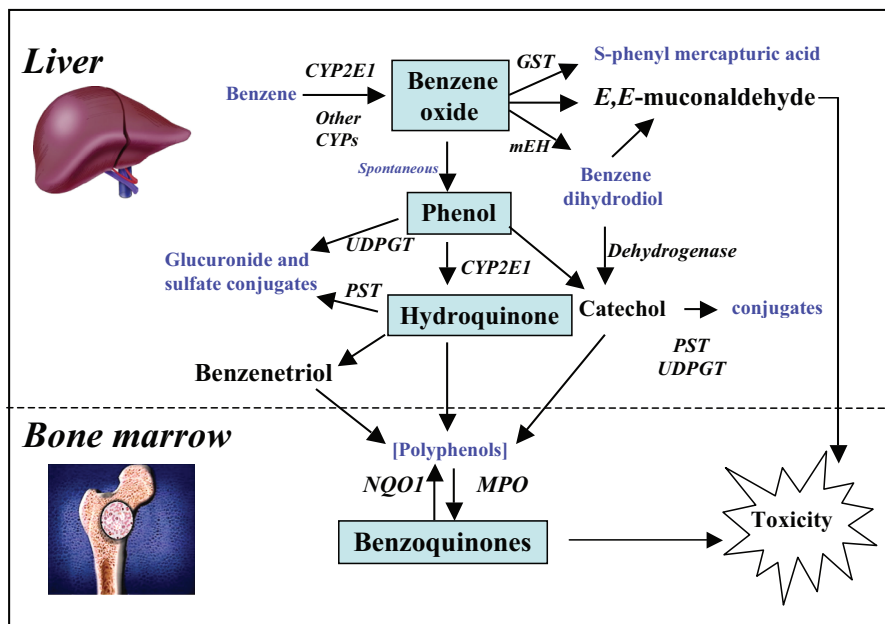 Liver
CYP2E1
Benzene
Other
CYPs
Benzene
oxide
GST
S-phenyl mercapturic acid
E,E-muconaldehyde
mEH
Spontaneous
Benzene
dihydrodiol
Phenol
UDPGT
Glucuronide and
sulfate conjugates
CYP2E1
Dehydrogenase
PST
Hydroquinone
Catechol
conjugates
PST
UDPGT
Benzenetriol
Bone marrow
[Polyphenols]
NQO1
MPO
Toxicity
Benzoquinones